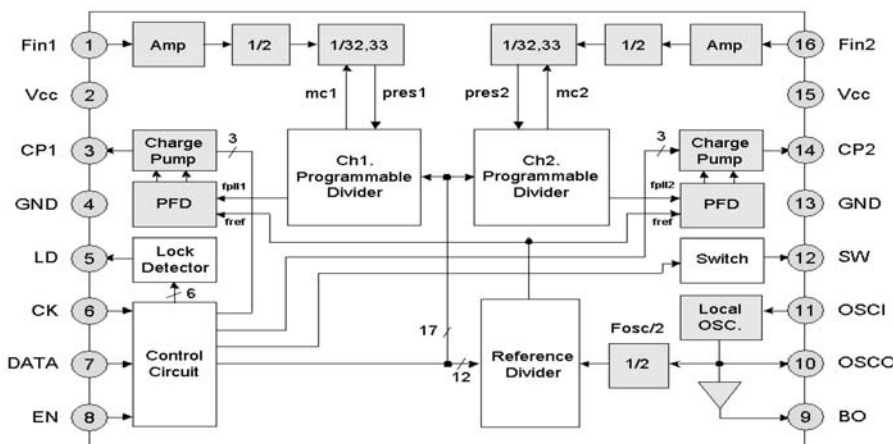 Fin1
1
Amp
1/2
1/32,33
1/32,33
1/2
Amp
16
Fin2
Vcc
2
mc1
pres1
pres2
mc2
15
Vcc
CP1
3
Charge
Pump
3
Ch1.
Programmable
Divider
Ch2.
Programmable
Divider
3
Charge
Pump
14
CP2
GND
4
PFD
fpll1
fref
fpll2
fref
PFD
13
GND
LD
5
Lock
Detector
Switch
12
SW
6
CK
6
Control
Circuit
17
12
Reference
Divider
Fosc/2
1/2
Local
OSC.
11
OSCI
DATA
7
10
OSCO
EN
8
9
BO